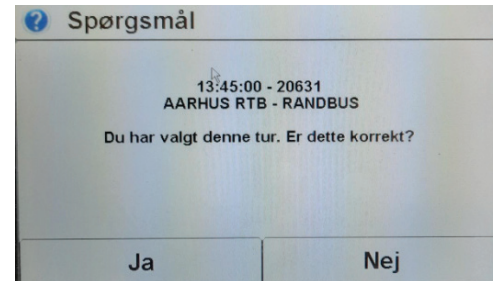 Spørgsmål
13:45:00 - 20631
AARHUS RTB - RANDBUS
Du har valgt denne tur. Er dette korrekt?
Ja
Nej